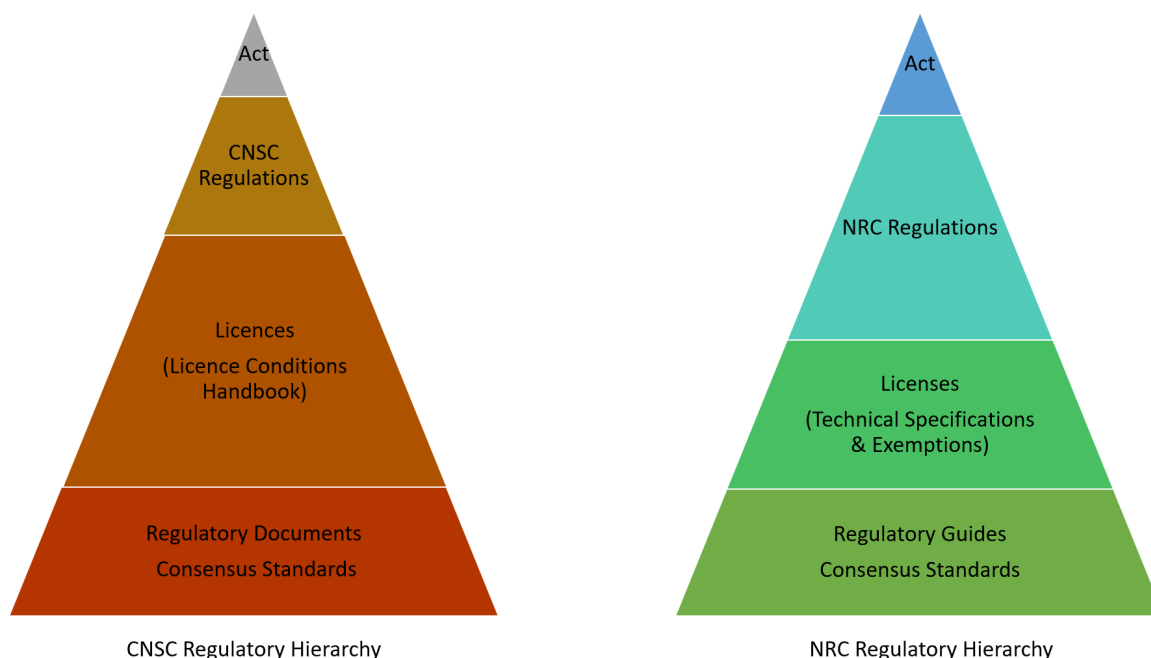 Act
CNSC
Regulations
Licences
(Licence Conditions
Handbook)
Regulatory Documents
Consensus Standards
CNSC Regulatory Hierarchy
Act
NRC Regulations
Licenses
(Technical Specifications
& Exemptions)
Regulatory Guides
Consensus Standards
NRC Regulatory Hierarchy